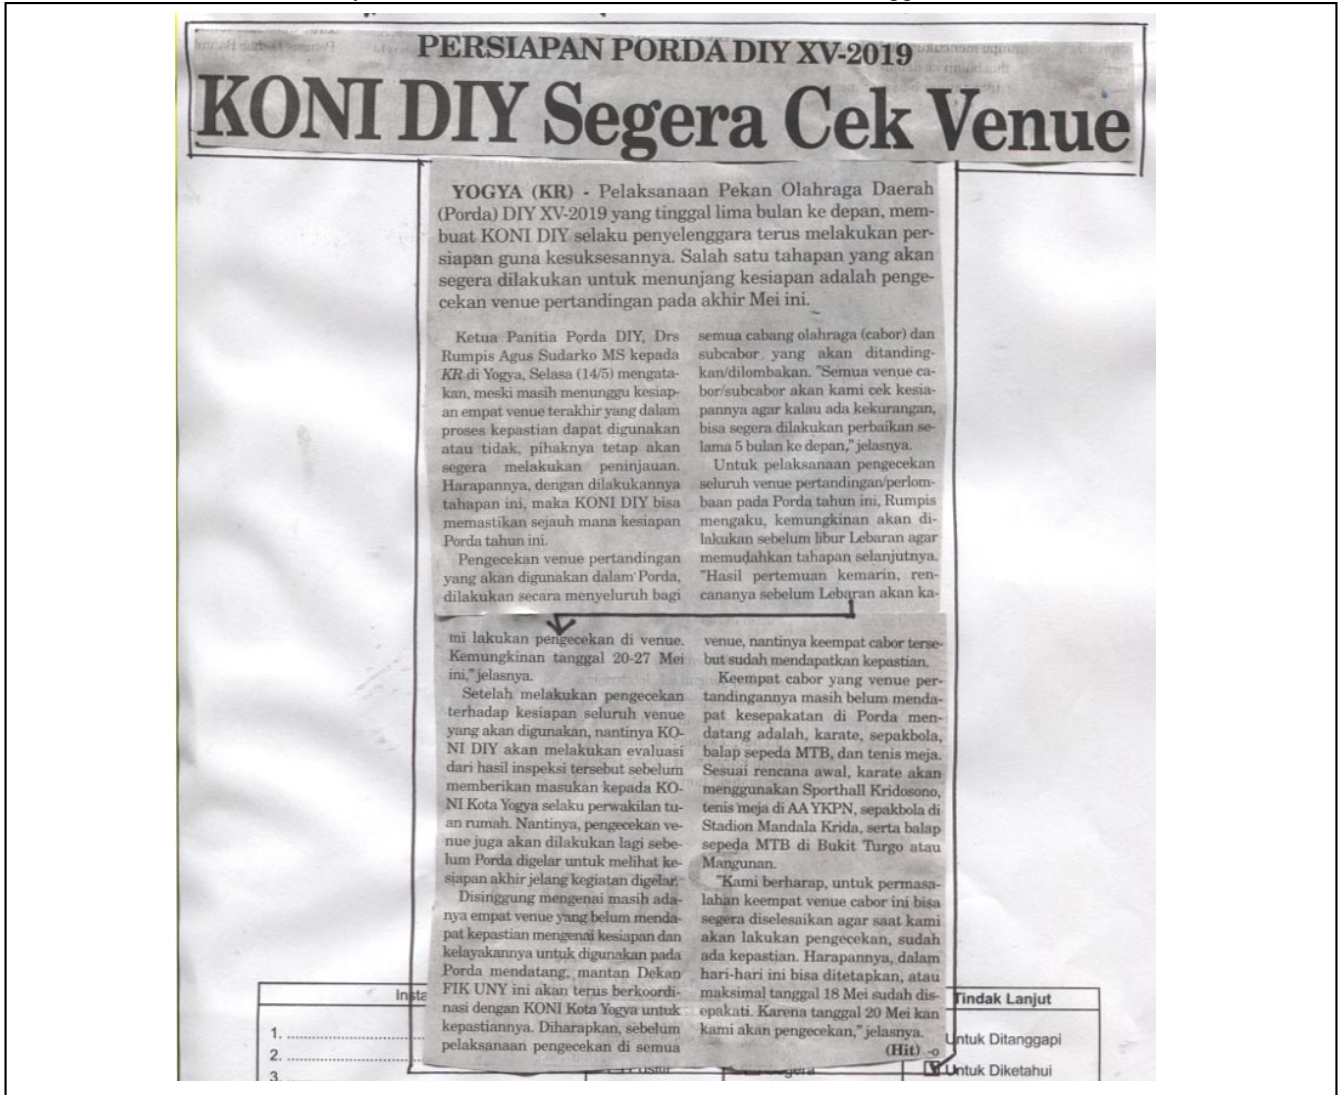 PERSIAPAN PORDA DIY XV-2019
KONI DIY Segera Cek Venue
YOGYA (KR) - Pelaksanaan Pekan Olahraga Daerah
(Porda) DIY XV-2019 yang tinggal lima bulan ke depan, mem-
buat KONI DIY selaku penyelenggara terus melakukan per-
siapan guna kesuksesannya. Salah satu tahapan yang akan
segera dilakukan untuk menunjang kesiapan adalah penge-
cekan venue pertandingan pada akhir Mei ini.
Ketua Panitia Porda DIY, Drs
Rumpis Agus Sudarko MS kepada
KR di Yogya, Selasa (14/5) mengata-
kan, meski masih menunggu kesiap-
an empat venue terakhir yang dalam
proses kepastian dapat digunakan
atau tidak, pihaknya tetap akan
segera melakukan peninjauan.
Harapannya, dengan dilakukannya
tahapan ini, maka KONI DIY bisa
memastikan sejauh mana kesiapan
Porda tahun ini.
Pengecekan venue pertandingan
yang akan digunakan dalam Porda,
dilakukan secara menyeluruh bagi
semua cabang olahraga (cabor) dan
subcabor yang akan ditanding-
kan/dilombakan. "Semua venue ca-
bor/subcabor akan kami cek kesia-
pannya agar kalau ada kekurangan,
bisa segera dilakukan perbaikan se-
lama 5 bulan ke depan," jelasnya.
Untuk pelaksanaan pengecekan
seluruh venue pertandingan/perlom-
baan pada Porda tahun ini, Rumpis
mengaku, kemungkinan akan di-
lakukan sebelum libur Lebaran agar
memudahkan tahapan selanjutnya.
"Hasil pertemuan kemarin, ren-
cananya sebelum Lebaran akan ka-
mi lakukan pengecekan di venue.
Kemungkinan tanggal 20-27 Mei
ini," jelasnya.
Setelah melakukan pengecekan
terhadap kesiapan seluruh venue
yang akan digunakan, nantinya KO-
NI DIY akan melakukan evaluasi
dari hasil inspeksi tersebut sebelum
memberikan masukan kepada KO-
NI Kota Yogya selaku perwakilan tu-
an rumah. Nantinya, pengecekan ve-
nue juga akan dilakukan lagi sebe-
lum Porda digelar untuk melihat ke-
siapan akhir jelang kegiatan digelar.
Disinggung mengenai masih ada-
nya empat venue yang belum menda-
pat kepastian mengenai kesiapan dan
kelayakannya untuk digunakan pada
Porda mendatang, mantan Dekan
FIK UNY ini akan terus berkoordi-
nasi dengan KONI Kota Yogya untuk
kepastiannya. Diharapkan, sebelum
pelaksanaan pengecekan di semua
venue, nantinya keempat cabor terse-
but sudah mendapatkan kepastian.
Keempat cabor yang venue per-
tandingannya masih belum menda-
pat kesepakatan di Porda men-
datang adalah, karate, sepakbola,
balap sepeda MTB, dan tenis meja.
Sesuai rencana awal, karate akan
menggunakan Sporthall Kridosono,
tenis meja di AA YKPN, sepakbola di
Stadion Mandala Krida, serta balap
sepeda MTB di Bukit Turgo atau
Mangunan.
"Kami berharap, untuk permasa-
lahan keempat venue cabor ini bisa
segera diselesaikan agar saat kami
akan lakukan pengecekan, sudah
ada kepastian. Harapannya, dalam
hari-hari ini bisa ditetapkan, atau
maksimal tanggal 18 Mei sudah dis-
epakati. Karena tanggal 20 Mei kan
kami akan pengecekan," jelasnya.
(Hit) -o
Tindak Lanjut
1.
2.
3.
Untuk Ditanggapi
Untuk Diketahui